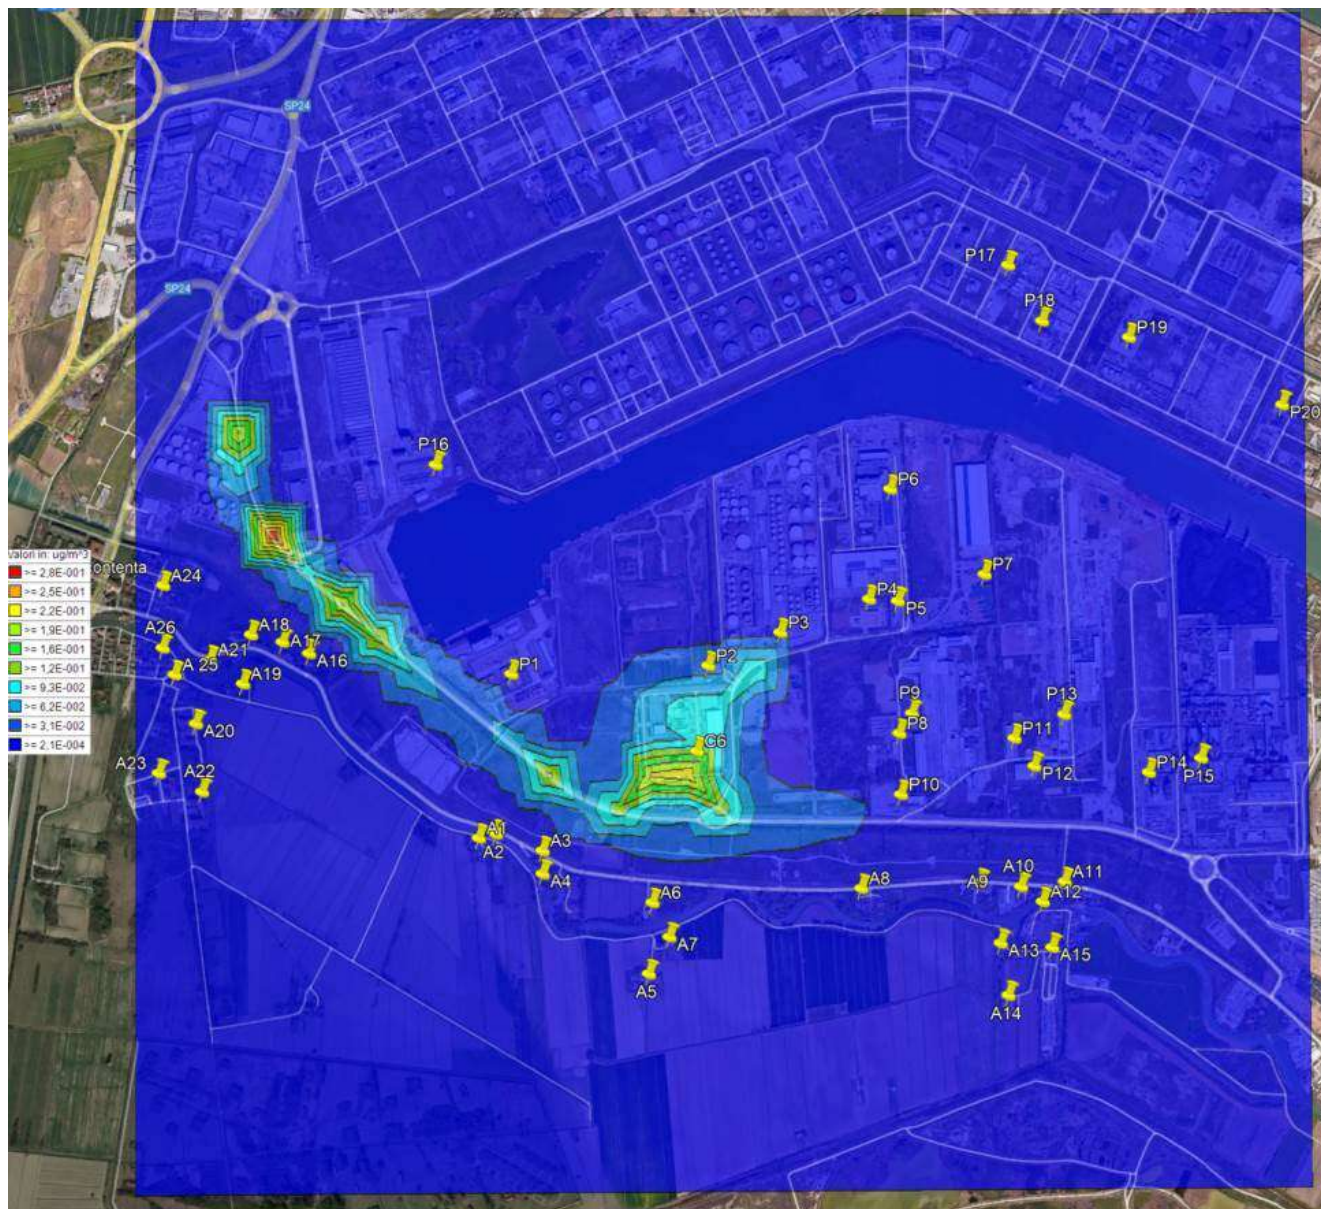 SP24
SP24
P17
P18
P19
P20
P16
P6
P7
P4
P5
P3
P2
P1
Valori in: ug/m^3
>= 2,8E-001
>= 2,5E-001
>= 2,2E-001
>= 1,9E-001
>= 1,6E-001
>= 1,2E-001
>= 9,3E-002
>= 6,2E-002
>= 3,1E-002
>= 2,1E-004
ontenta
A24
A26
A18
A17
A16
A21
A 25
A19
A20
A23
A22
P9
P8
P13
P11
C6
P12
P14
P15
P10
A1
A2
A3
A4
A6
A7
A5
A8
A9
A10
A11
A12
A13
A15
A14